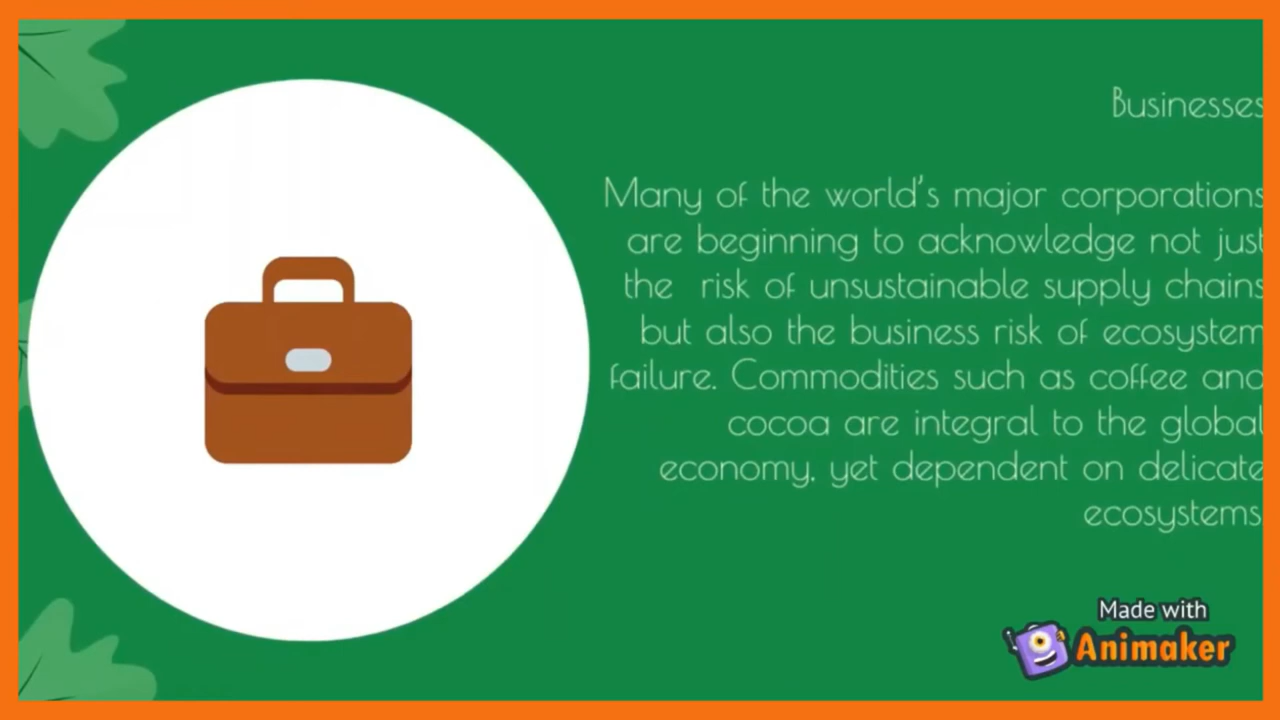 Businesses
Many of the world's major corporations
are beginning to acknowledge not just
the risk of unsustainable supply chains
but also the business risk of ecosystem
failure. Commodities such as coffee and
cocoa are integral to the global
economy, yet dependent on delicate
ecosystems.
Made with
Animaker